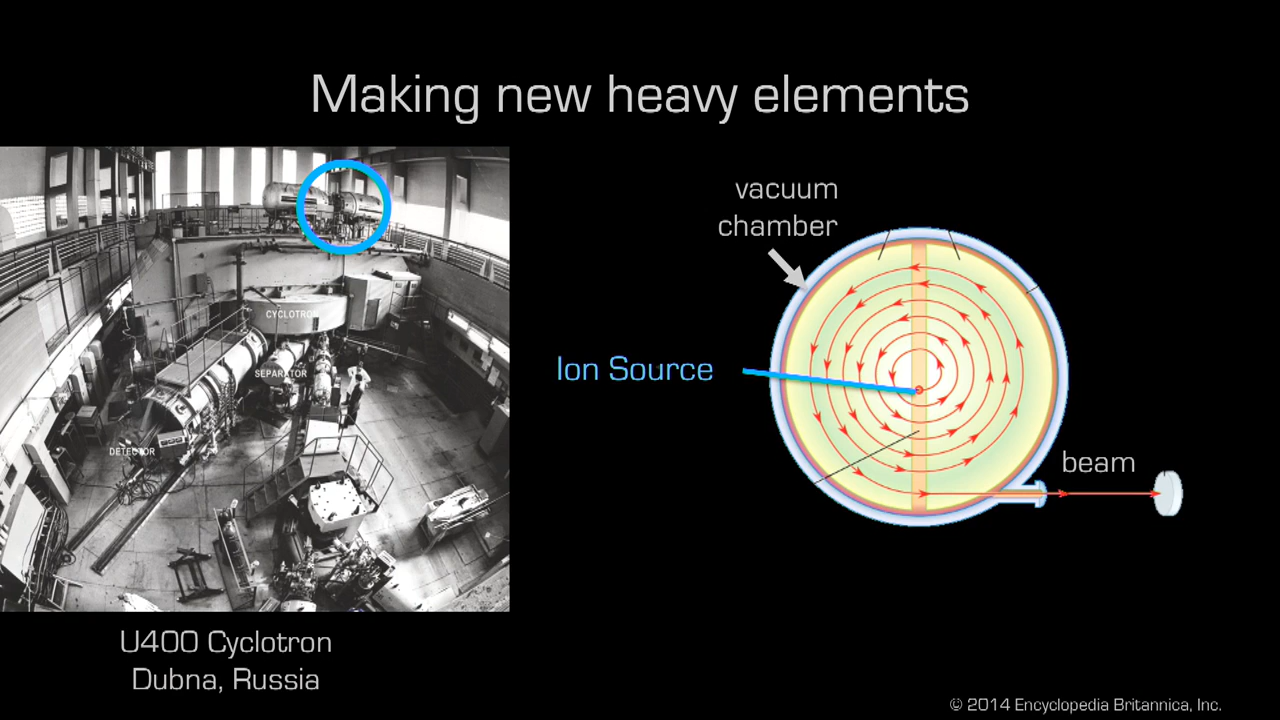 Making new heavy elements
CYCLOTRON
SEPARATOR
DETECTOR
U400 Cyclotron
Dubna, Russia
vacuum
chamber
Ion Source
beam
© 2014 Encyclopedia Britannica, Inc.